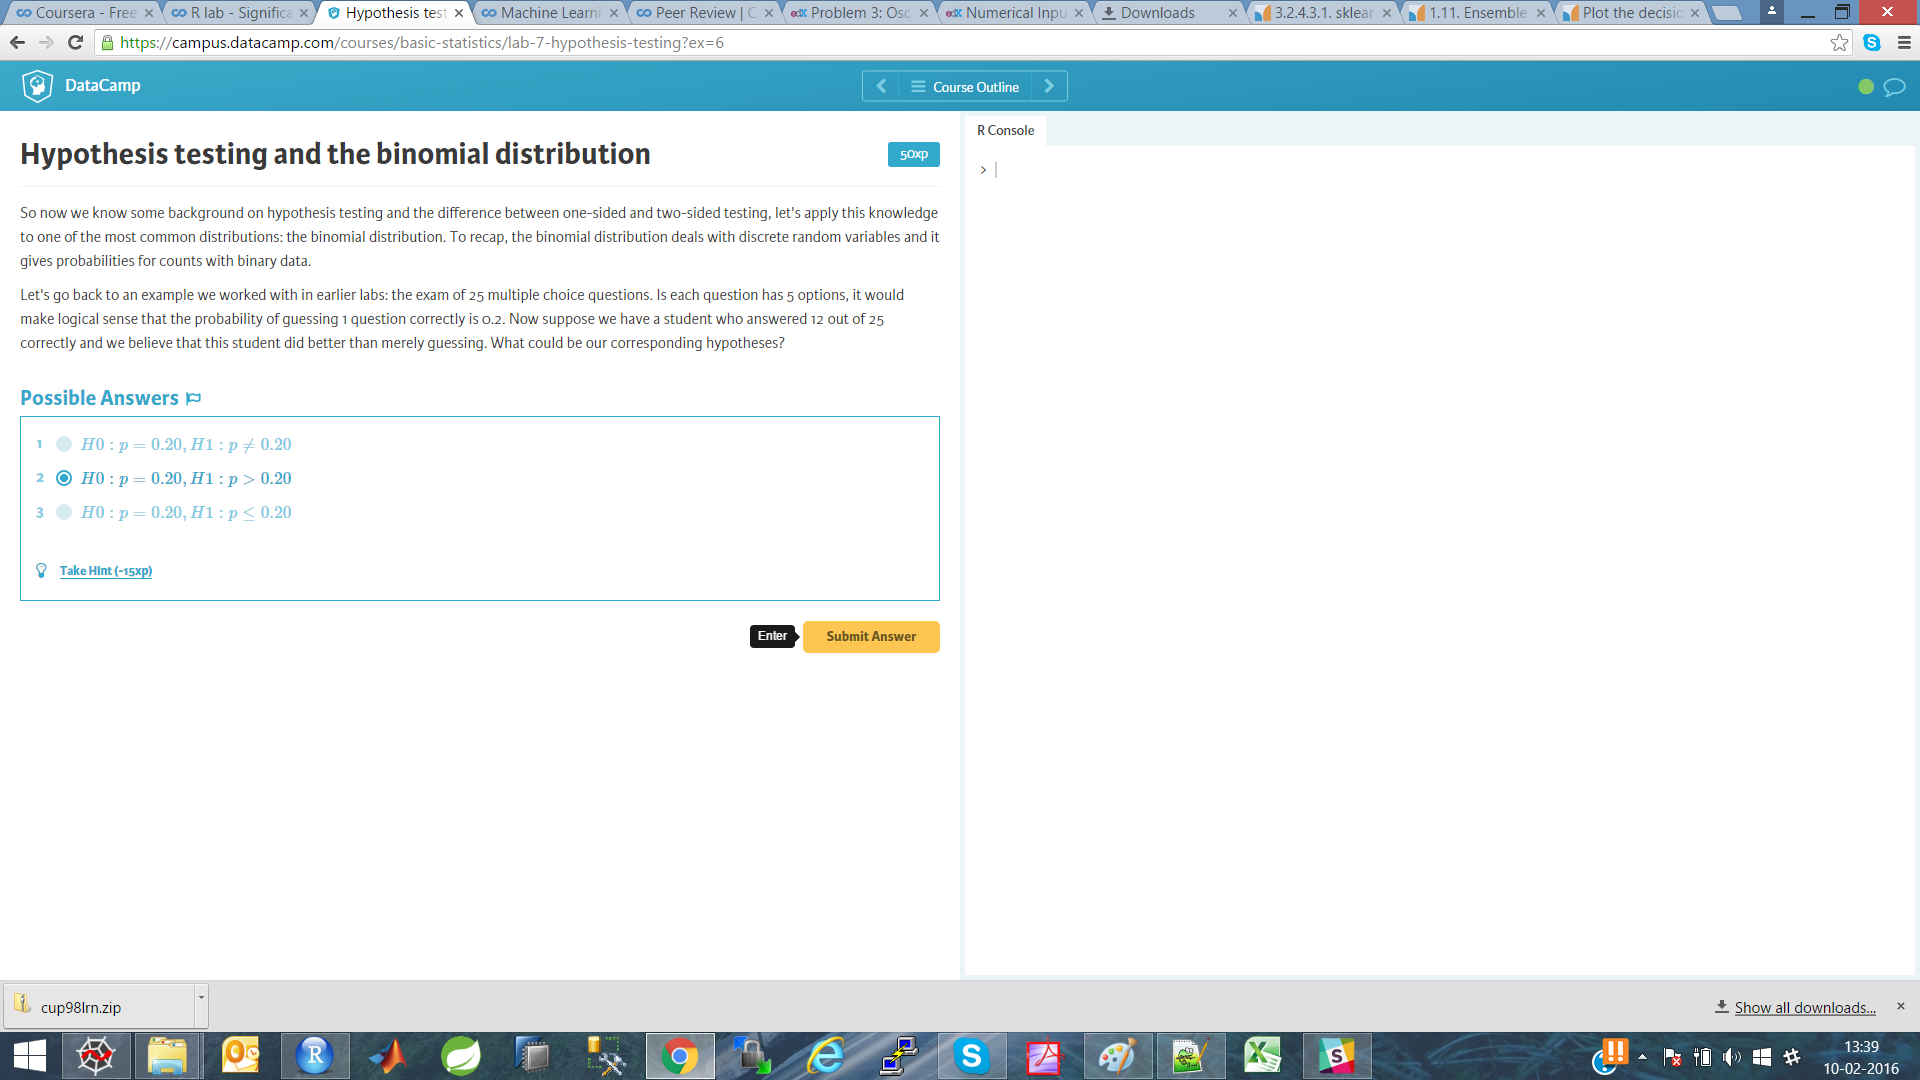 Coursera - Free
R lab - Significa
Hypothesis test
Machine Learni
Peer Review | C
Problem 3: Osc
Numerical Inpu
Downloads
3.2.4.3.1. sklear
1.11. Ensemble
Plot the decisio
https://campus.datacamp.com/courses/basic-statistics/lab-7-hypothesis-testing?ex=6
DataCamp
Course Outline
Hypothesis testing and the binomial distribution
50xp
So now we know some background on hypothesis testing and the difference between one-sided and two-sided testing, let's apply this knowledge
to one of the most common distributions: the binomial distribution. To recap, the binomial distribution deals with discrete random variables and it
gives probabilities for counts with binary data.
Let's go back to an example we worked with in earlier labs: the exam of 25 multiple choice questions. Is each question has 5 options, it would
make logical sense that the probability of guessing 1 question correctly is 0.2. Now suppose we have a student who answered 12 out of 25
correctly and we believe that this student did better than merely guessing. What could be our corresponding hypotheses?
Possible Answers
1 H0 : p = 0.20, H1 : p ≠ 0.20
2 H0 : p = 0.20, H1 : p > 0.20
3 H0 : p = 0.20, H1 : p ≤ 0.20
Take Hint (-15xp)
Enter
Submit Answer
R Console
>
cup98lrn.zip
Show all downloads...
13:39
10-02-2016